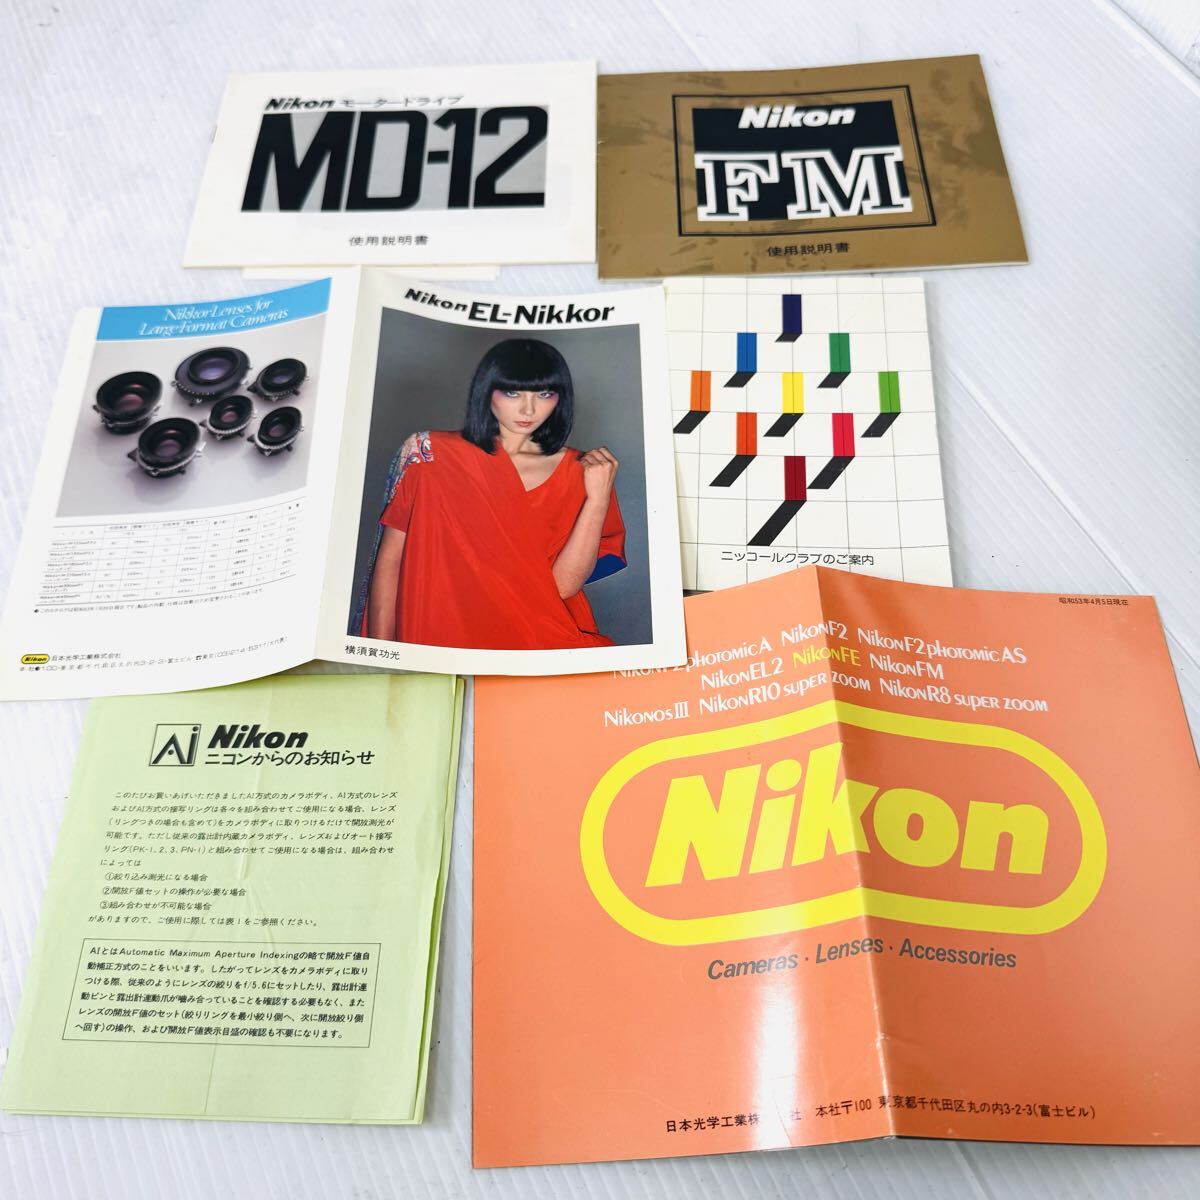 Nikon モータードライブ
MD-12
使用説明書
Nikon
FM
使用説明書
Nikkor Lenses for
Large Format Cameras
Nikon 日本光学工業株式会社
Nikon EL-Nikkor
横須賀功光
ニッコールクラブのご案内
Ai Nikon
ニコンからのお知らせ
このたびお買いあげいただきましたAI方式のカメラボディ、AI方式のレンズ
およびAI方式の接写リングは各々を組み合わせてご使用になる場合、レンズ
(リングつきの場合も含めて)をカメラボディに取りつけるだけで開放測光が
可能です。ただし従来の露出計内蔵カメラボディ、レンズおよびオート接写
リング(PK-1、2、3、PN-1)と組み合わせてご使用になる場合は、組み合わせ
によっては
①絞り込み測光になる場合
②開放F値セットの操作が必要な場合
③組み合わせが不可能な場合
がありますので、ご使用に際しては表1をご参照ください。
AIとはAutomatic Maximum Aperture Indexingの略で開放F値自
動補正方式のことをいいます。したがってレンズをカメラボディに取り
つける際、従来のようにレンズの絞りをf/5.6にセットしたり、露出計連
動ピンと露出計連動爪が噛み合っていることを確認する必要もなく、また
レンズの開放F値のセット(絞りリングを最小絞り側へ、次に開放絞り側
へ回す)の操作、および開放F値表示目盛の確認も不要になります。
昭和53年4月5日現在
NikonF2 photomic A NikonF2 NikonF2 photomic AS
NikonEL2 NikonFE NikonFM
Nikonos III NikonR10 super zoom NikonR8 super zoom
Nikon
Cameras · Lenses · Accessories
日本光学工業株 社 本社〒100 東京都千代田区丸の内3-2-3(富士ビル)